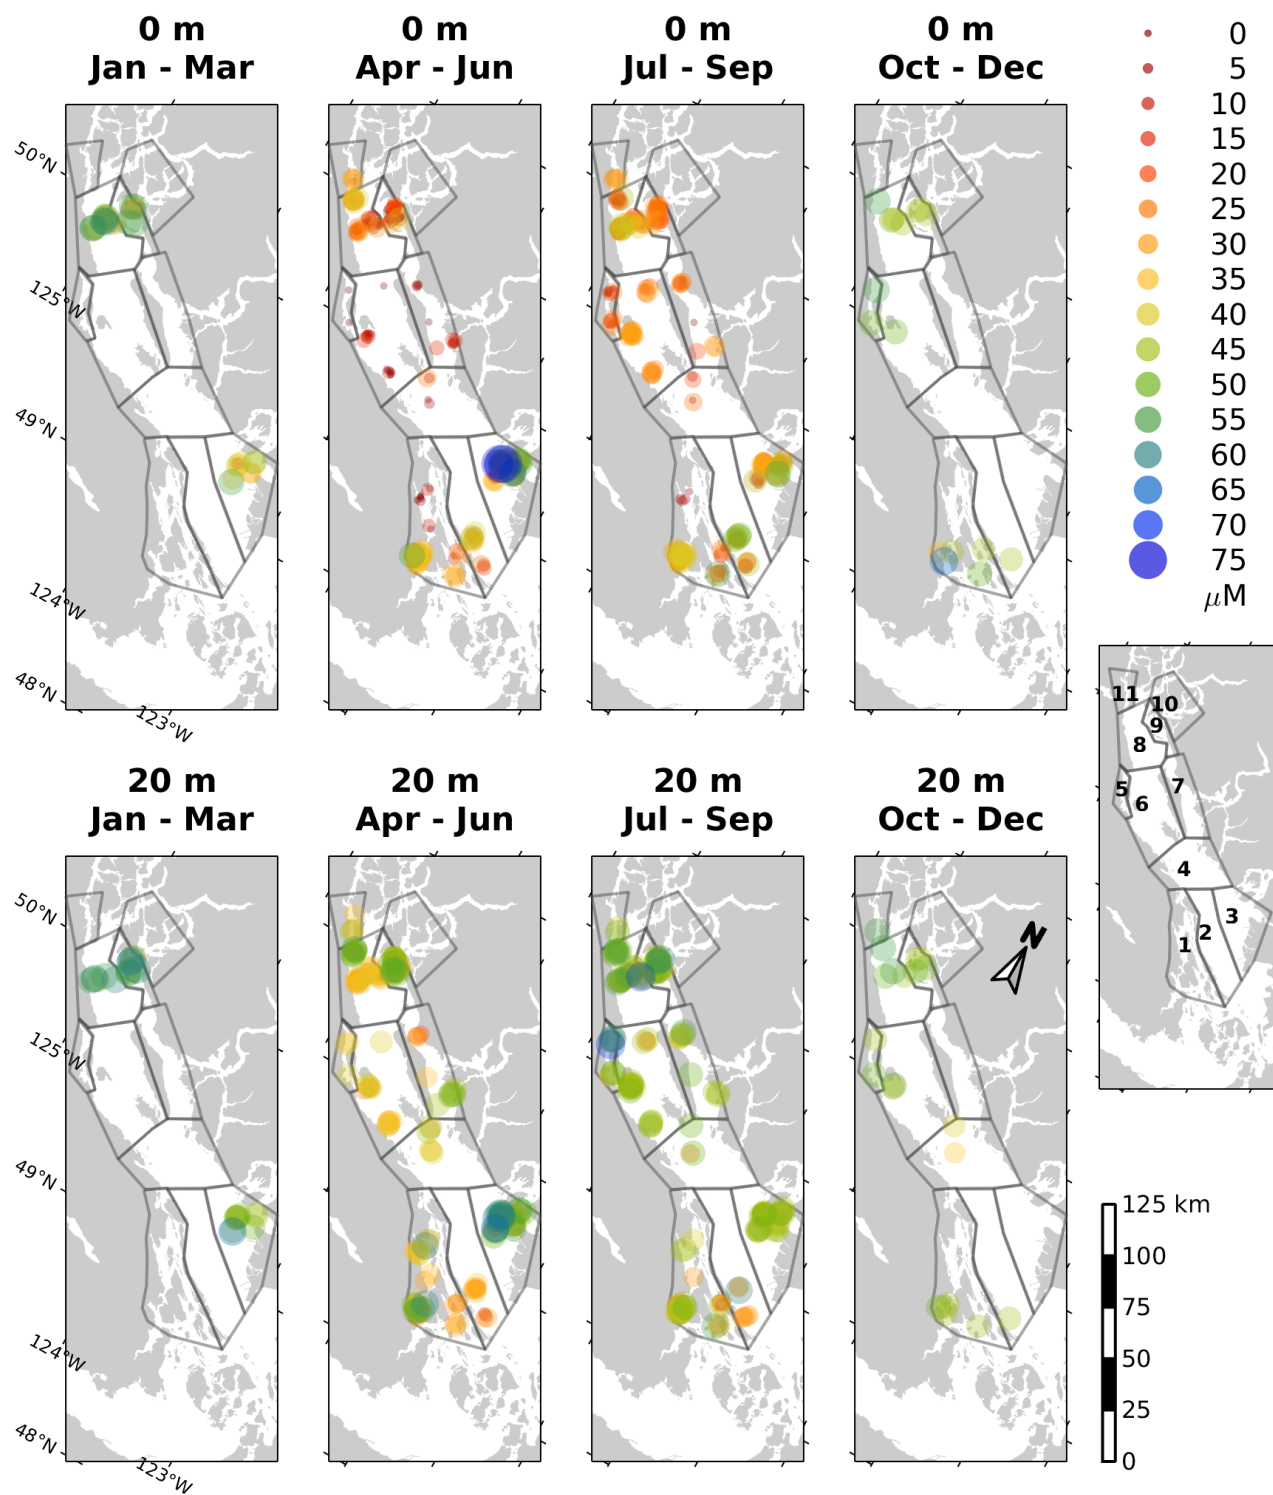 0 m
Jan - Mar
0 m
Apr - Jun
0 m
Jul - Sep
0 m
Oct - Dec
0
5
10
15
20
25
30
35
40
45
50
55
60
65
70
75
μM
50°N
125°W
49°N
124°W
48°N
123°W
11
10
9
8
5
6
7
4
3
2
1
20 m
Jan - Mar
20 m
Apr - Jun
20 m
Jul - Sep
20 m
Oct - Dec
50°N
125°W
49°N
124°W
48°N
123°W
N
125 km
100
75
50
25
0